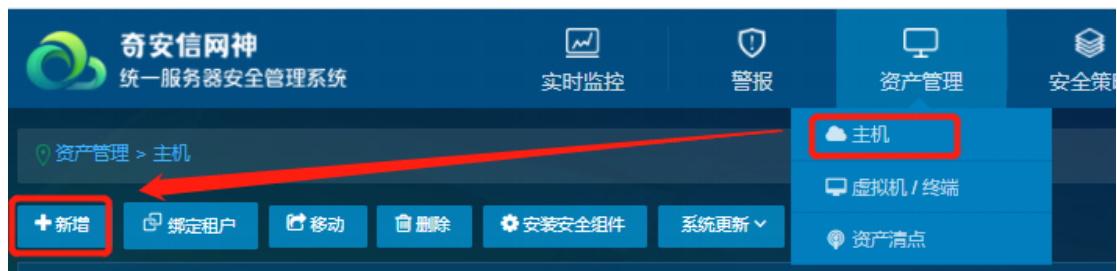 奇安信网神
统一服务器安全管理系统
实时监控
警报
资产管理
安全策
资产管理 > 主机
主机
虚拟机 / 终端
资产清点
新增
绑定租户
移动
删除
安装安全组件
系统更新